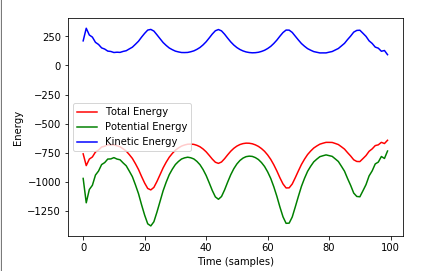 250
0
−250
−500
−750
−1000
−1250
Energy
Total Energy
Potential Energy
Kinetic Energy
0 20 40 60 80 100
Time (samples)